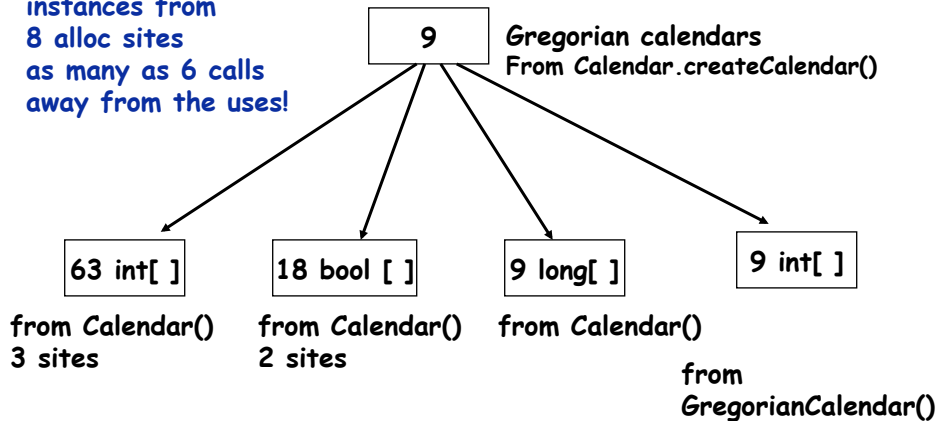 instances from
8 alloc sites
as many as 6 calls
away from the uses!
9
Gregorian calendars
From Calendar.createCalendar()
63 int[ ]
18 bool [ ]
9 long[ ]
9 int[ ]
from Calendar()
3 sites
from Calendar()
2 sites
from Calendar()
from
GregorianCalendar()